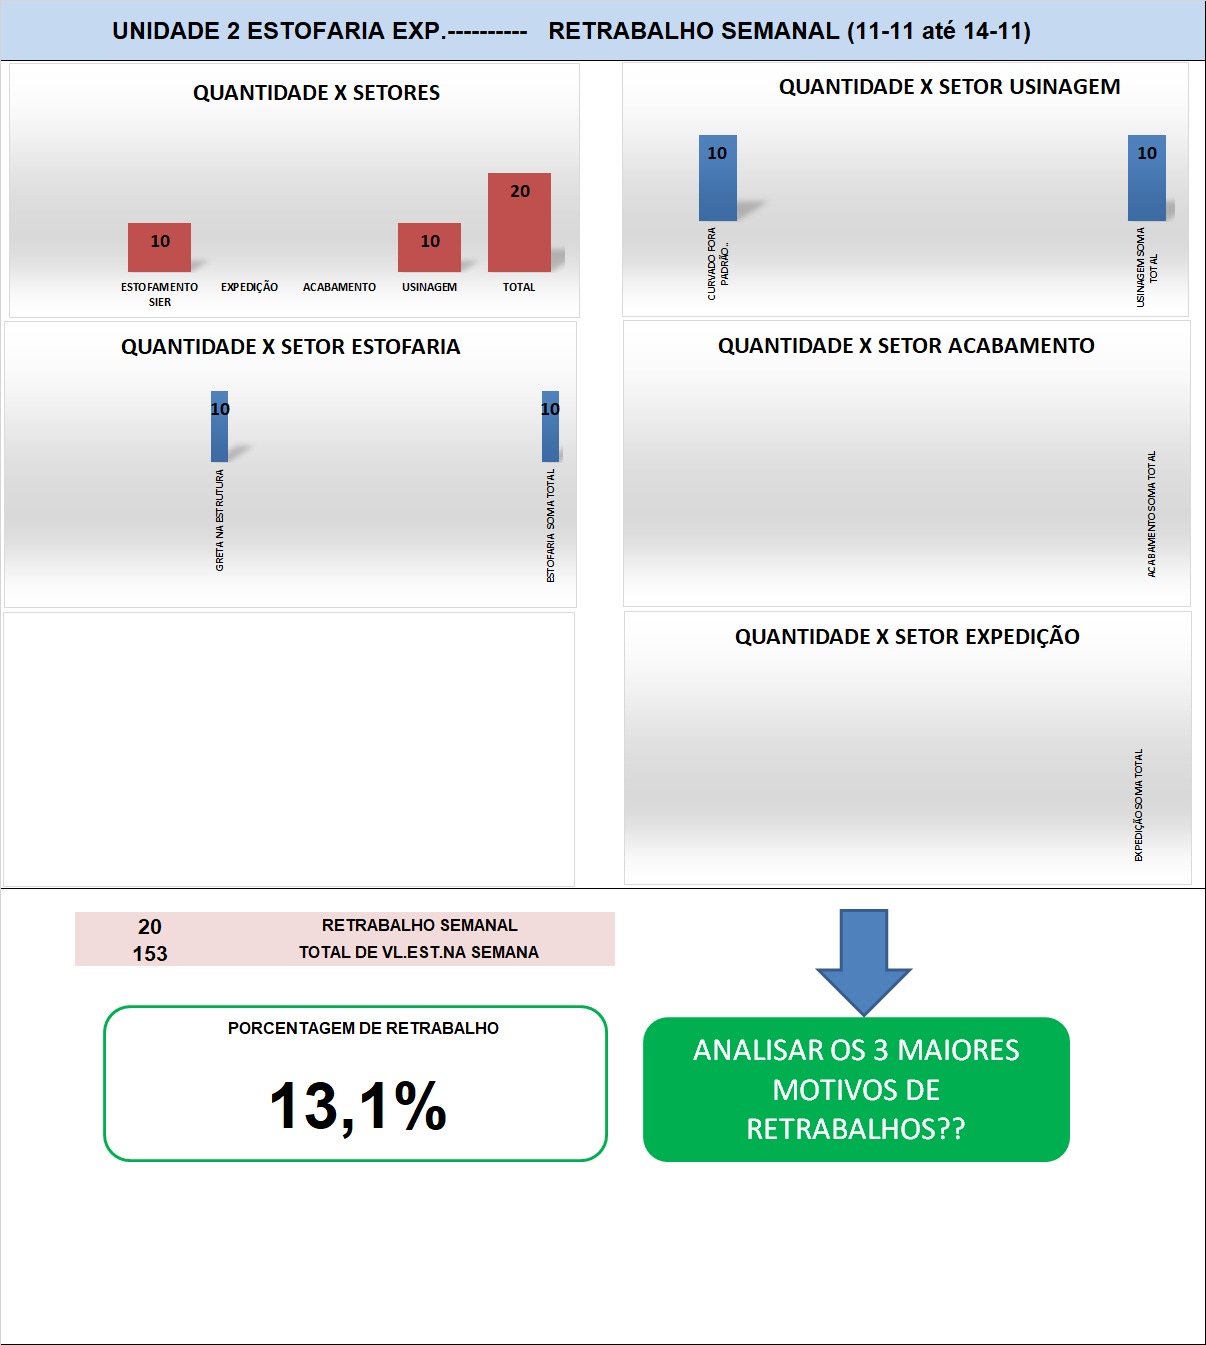 UNIDADE 2 ESTOFARIA EXP.---------- RETRABALHO SEMANAL (11-11 até 14-11)
QUANTIDADE X SETORES
10
10
20
ESTOFAMENTO
SIER
EXPEDIÇÃO
ACABAMENTO
USINAGEM
TOTAL
QUANTIDADE X SETOR USINAGEM
10
10
CURVADO FORA
PADRÃO..
USINAGEM SOMA
TOTAL
QUANTIDADE X SETOR ESTOFARIA
10
10
GRETA NA ESTRUTURA
ESTOFARIA SOMA TOTAL
QUANTIDADE X SETOR ACABAMENTO
ACABAMENTO SOMA TOTAL
QUANTIDADE X SETOR EXPEDIÇÃO
EXPEDIÇÃO SOMA TOTAL
20 RETRABALHO SEMANAL
153 TOTAL DE VL.EST.NA SEMANA
PORCENTAGEM DE RETRABALHO
13,1%
ANALISAR OS 3 MAIORES
MOTIVOS DE
RETRABALHOS??